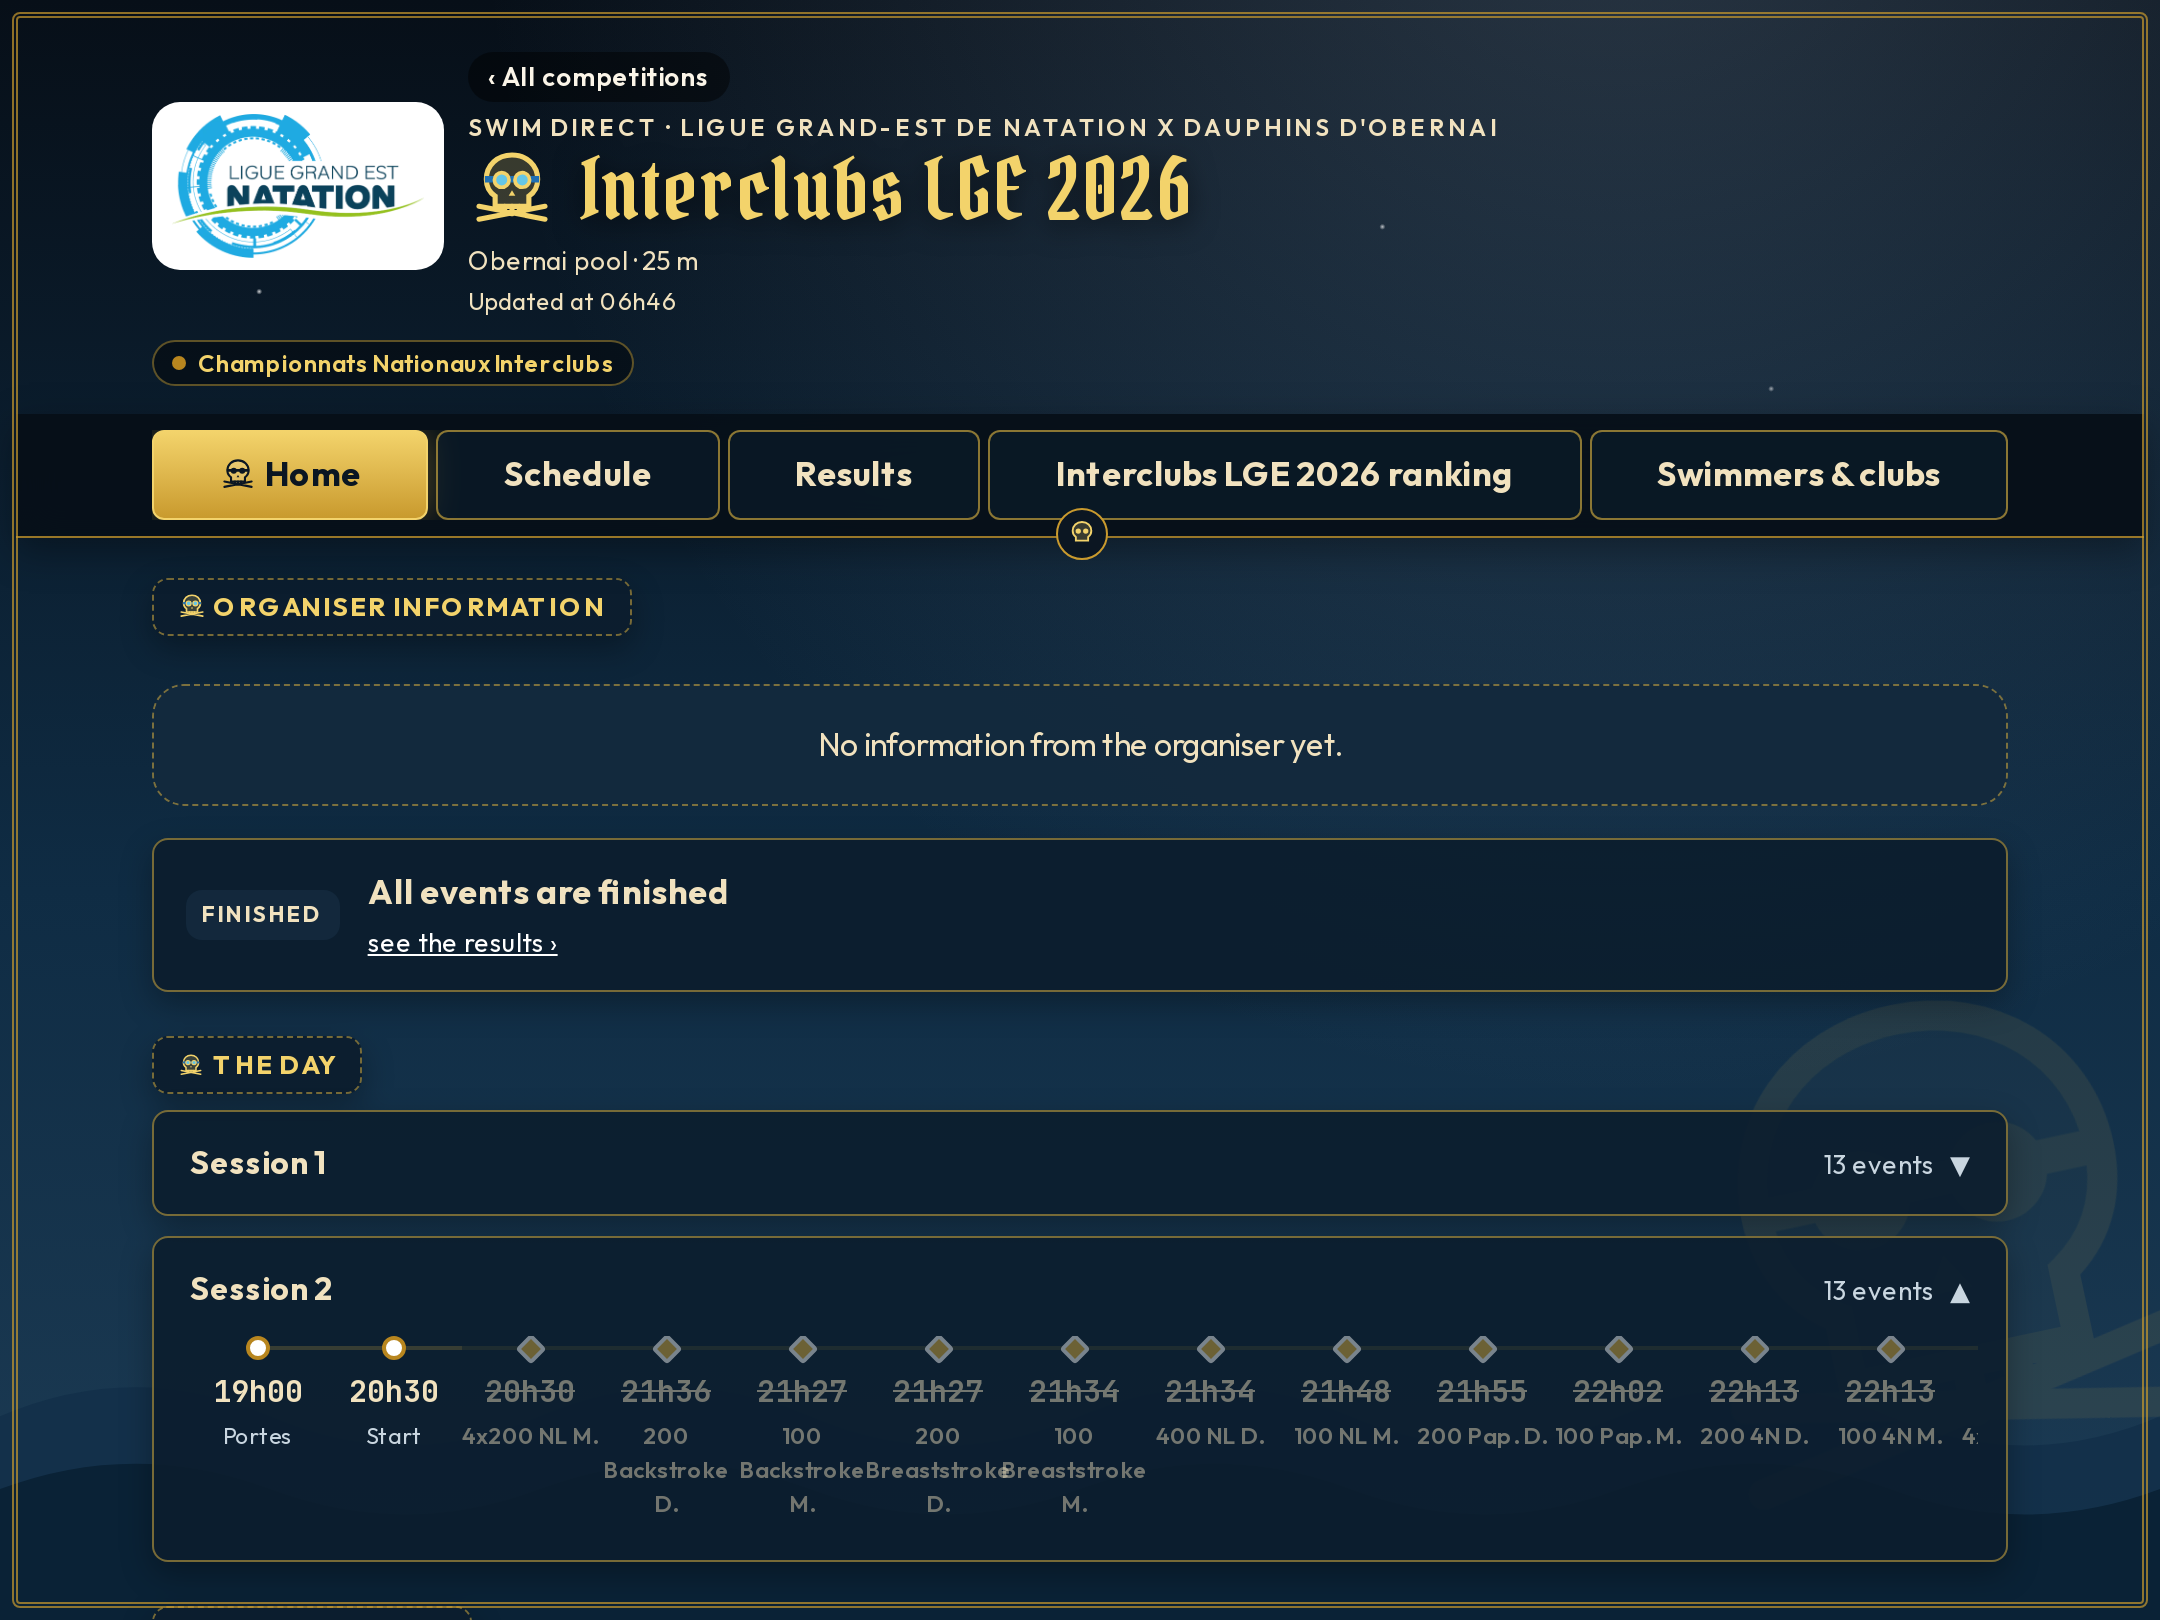 ‹ All competitions
SWIM DIRECT · LIGUE GRAND-EST DE NATATION X DAUPHINS D'OBERNAI
LIGUE GRAND EST
NATATION
Interclubs LGE 2026
Obernai pool · 25 m
Updated at 06h46
Championnats Nationaux Interclubs
Home
Schedule
Results
Interclubs LGE 2026 ranking
Swimmers & clubs
ORGANISER INFORMATION
No information from the organiser yet.
FINISHED
All events are finished
see the results ›
THE DAY
Session 1
13 events ▼
Session 2
13 events ▲
19h00 20h30 20h30 21h36 21h27 21h27 21h34 21h34 21h48 21h55 22h02 22h13 22h13
Portes Start 4x200 NL M. 200 100 200 100 400 NL D. 100 NL M. 200 Pap. D. 100 Pap. M. 200 4N D. 100 4N M.
Backstroke Backstroke Breaststroke Breaststroke
D. M. D. M.